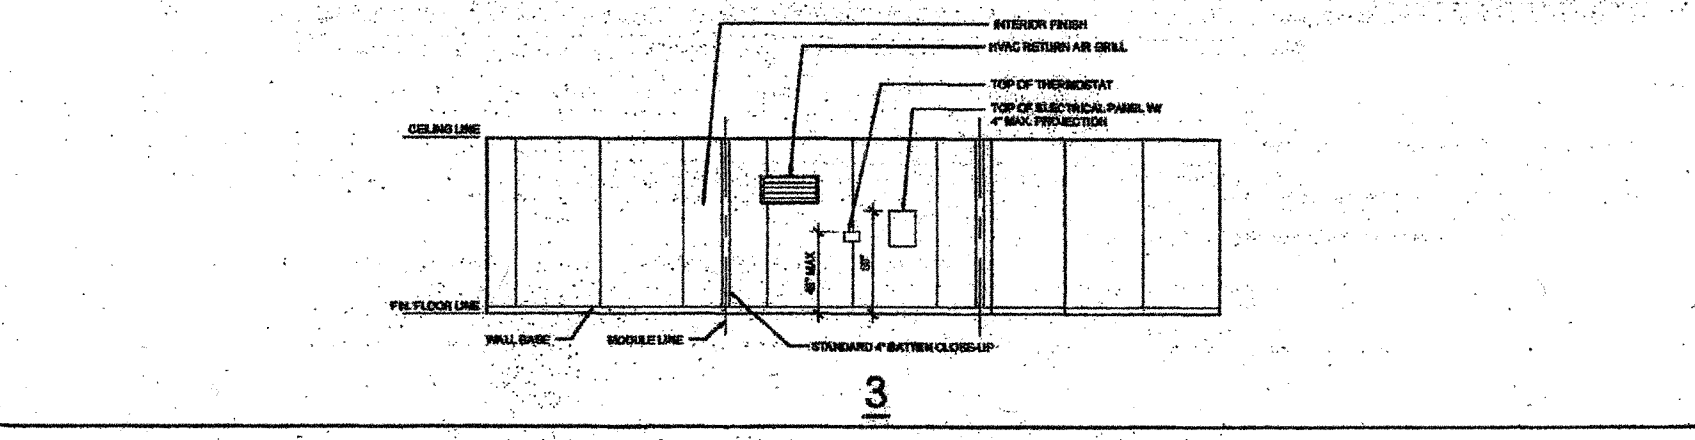 INTERIOR FINISH
HVAC RETURN AIR GRILL
TOP OF THERMOSTAT
TOP OF ELECTRICAL PANEL W/
4" MAX. PROJECTION
CEILING LINE
48" MAX
FIN. FLOOR LINE
WALL BASE
MODULE LINE
STANDARD 4" BATTEN CLOSE-UP
3